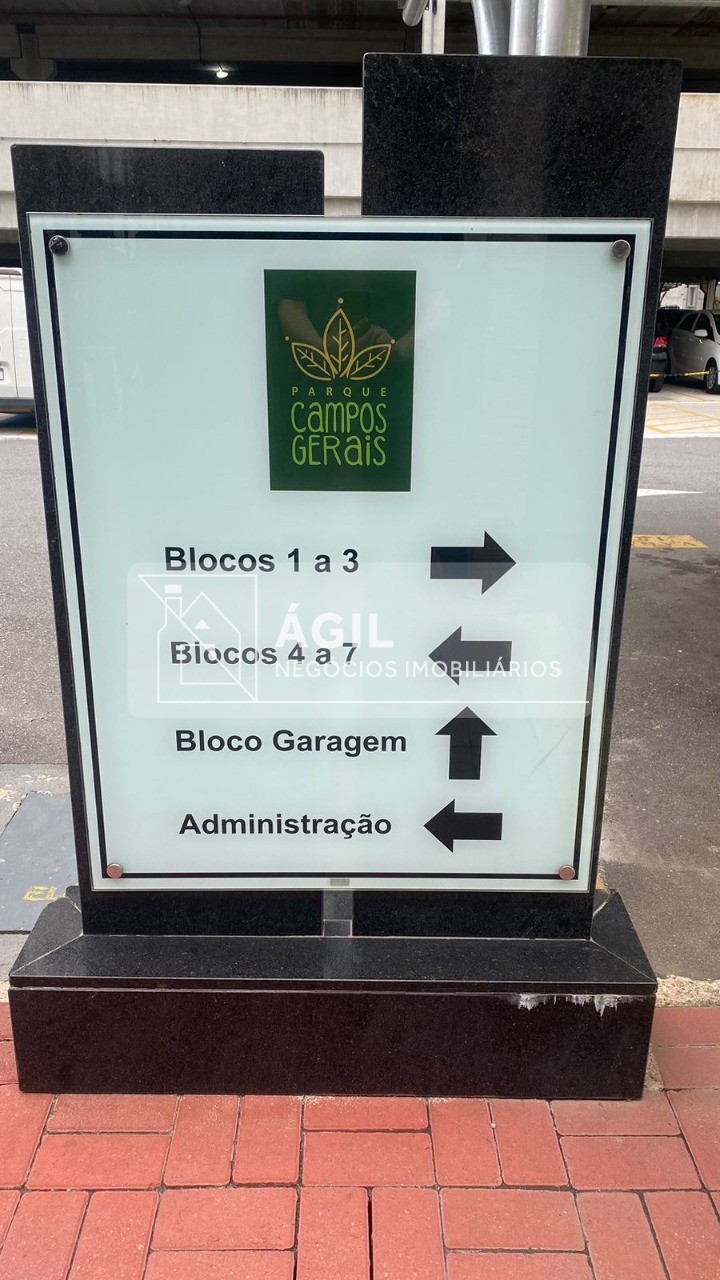 PARQUE
CAMPOS
GERAIS
Blocos 1 a 3
ÁGIL
Blocos 4 a 7
NEGÓCIOS IMOBILIÁRIOS
Bloco Garagem
Administração